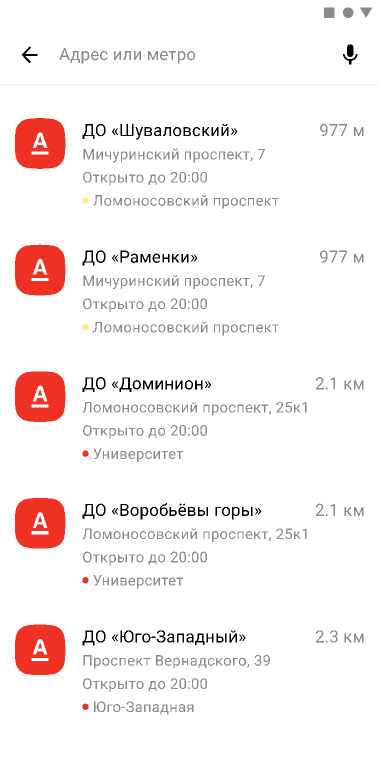 Адрес или метро
А
ДО «Шуваловский» 977 м
Мичуринский проспект, 7
Открыто до 20:00
Ломоносовский проспект
А
ДО «Раменки» 977 м
Мичуринский проспект, 7
Открыто до 20:00
Ломоносовский проспект
А
ДО «Доминион» 2.1 км
Ломоносовский проспект, 25к1
Открыто до 20:00
Университет
А
ДО «Воробьёвы горы» 2.1 км
Ломоносовский проспект, 25к1
Открыто до 20:00
Университет
А
ДО «Юго-Западный» 2.3 км
Проспект Вернадского, 39
Открыто до 20:00
Юго-Западная